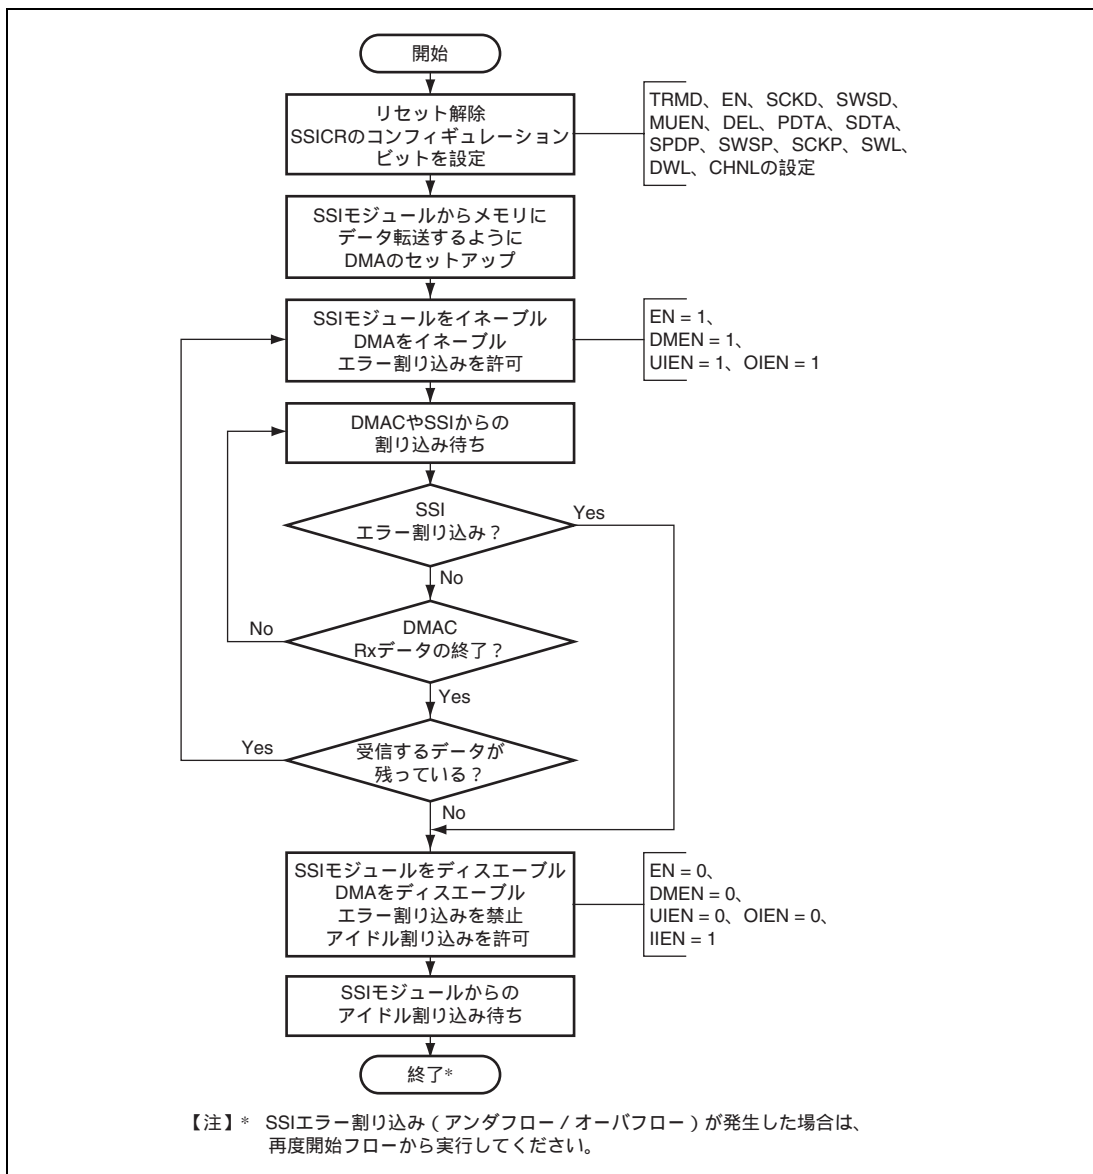 開始
リセット解除
SSICRのコンフィギュレーション
ビットを設定
TRMD、EN、SCKD、SWSD、
MUEN、DEL、PDTA、SDTA、
SPDP、SWSP、SCKP、SWL、
DWL、CHNLの設定
SSIモジュールからメモリに
データ転送するように
DMAのセットアップ
SSIモジュールをイネーブル
DMAをイネーブル
エラー割り込みを許可
EN = 1、
DMEN = 1、
UIEN = 1、OIEN = 1
DMACやSSIからの
割り込み待ち
SSI
エラー割り込み？
Yes
No
DMAC
Rxデータの終了？
No
Yes
受信するデータが
残っている？
Yes
No
SSIモジュールをディスエーブル
DMAをディスエーブル
エラー割り込みを禁止
アイドル割り込みを許可
EN = 0、
DMEN = 0、
UIEN = 0、OIEN = 0、
IIEN = 1
SSIモジュールからの
アイドル割り込み待ち
終了*
【注】* SSIエラー割り込み（アンダフロー / オーバフロー）が発生した場合は、
再度開始フローから実行してください。